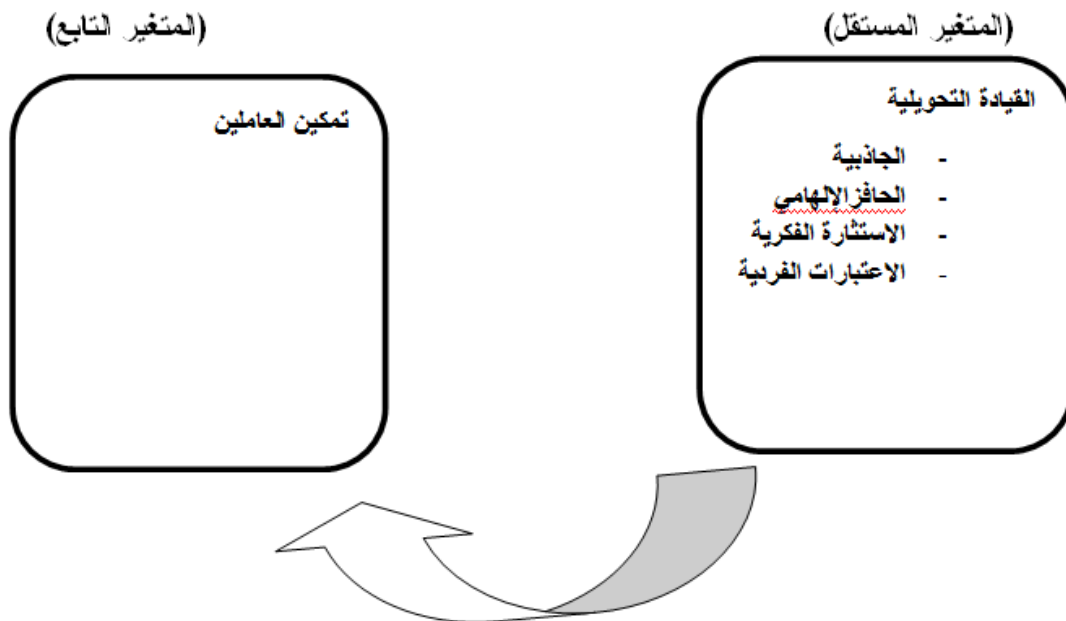 (المتغير المستقل)
القيادة التحويلية
- الجاذبية
- الحافزالإلهامي
- الاستثارة الفكرية
- الاعتبارات الفردية
(المتغير التابع)
تمكين العاملين